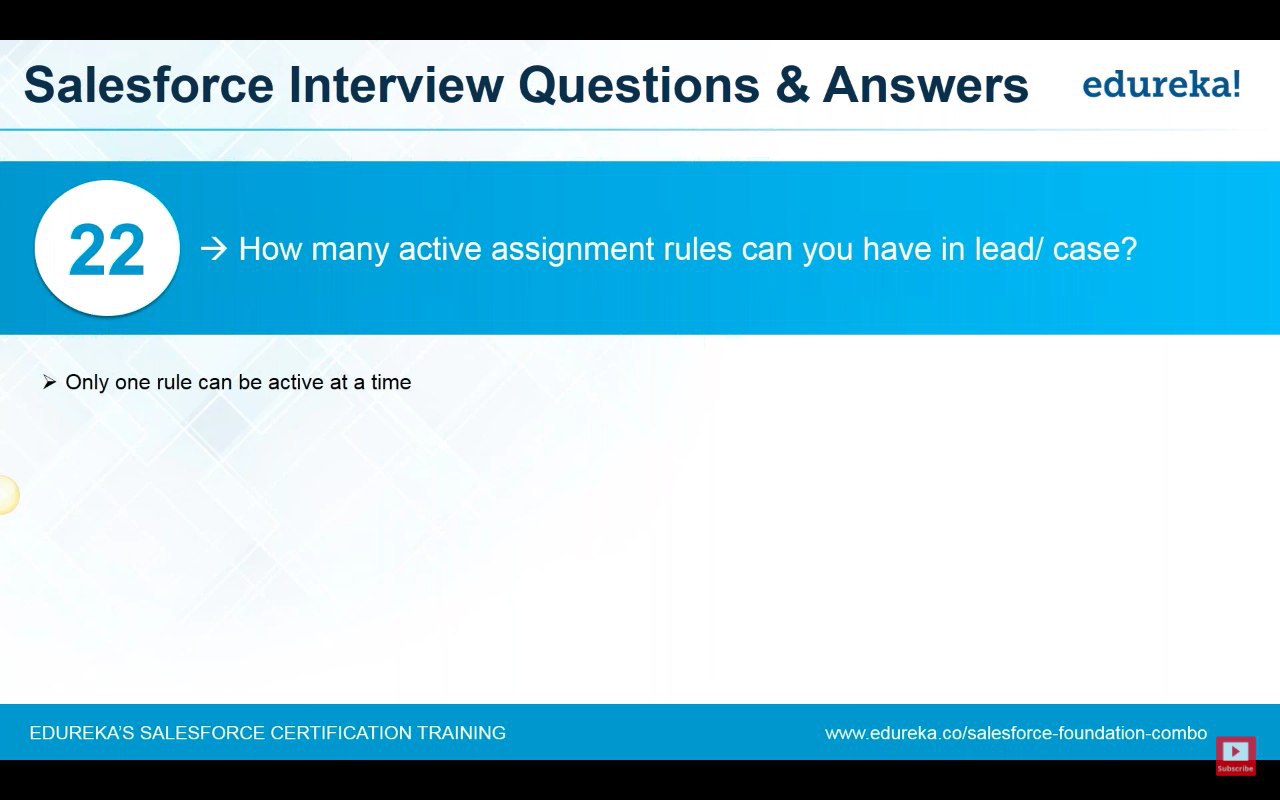 Salesforce Interview Questions & Answers
edureka!
22
→ How many active assignment rules can you have in lead/ case?
➢ Only one rule can be active at a time
EDUREKA'S SALESFORCE CERTIFICATION TRAINING
www.edureka.co/salesforce-foundation-combo
Subscribe